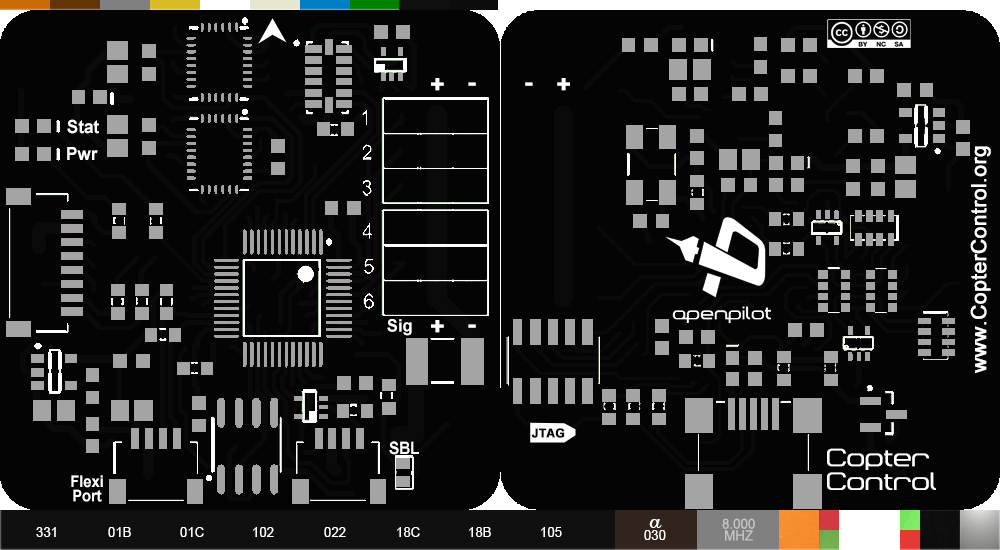 cc
BY NC SA
+ -
- +
1
Stat
2
Pwr
3
4
5
6
Sig + -
SBL
Flexi
Port
www.CopterControl.org
openpilot
JTAG
Copter
Control
331 01B 01C 102 022 18C 18B 105 α 030 8.000 MHZ